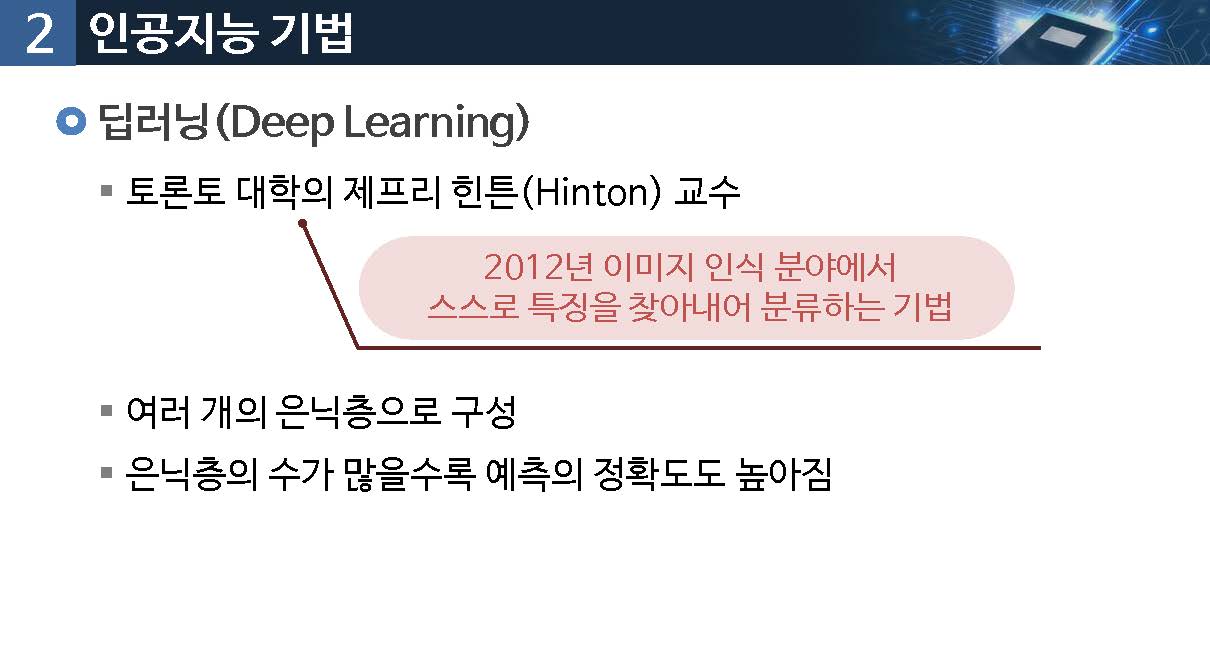 2 인공지능 기법
딥러닝(Deep Learning)
토론토 대학의 제프리 힌튼(Hinton) 교수
2012년 이미지 인식 분야에서
스스로 특징을 찾아내어 분류하는 기법
여러 개의 은닉층으로 구성
은닉층의 수가 많을수록 예측의 정확도도 높아짐